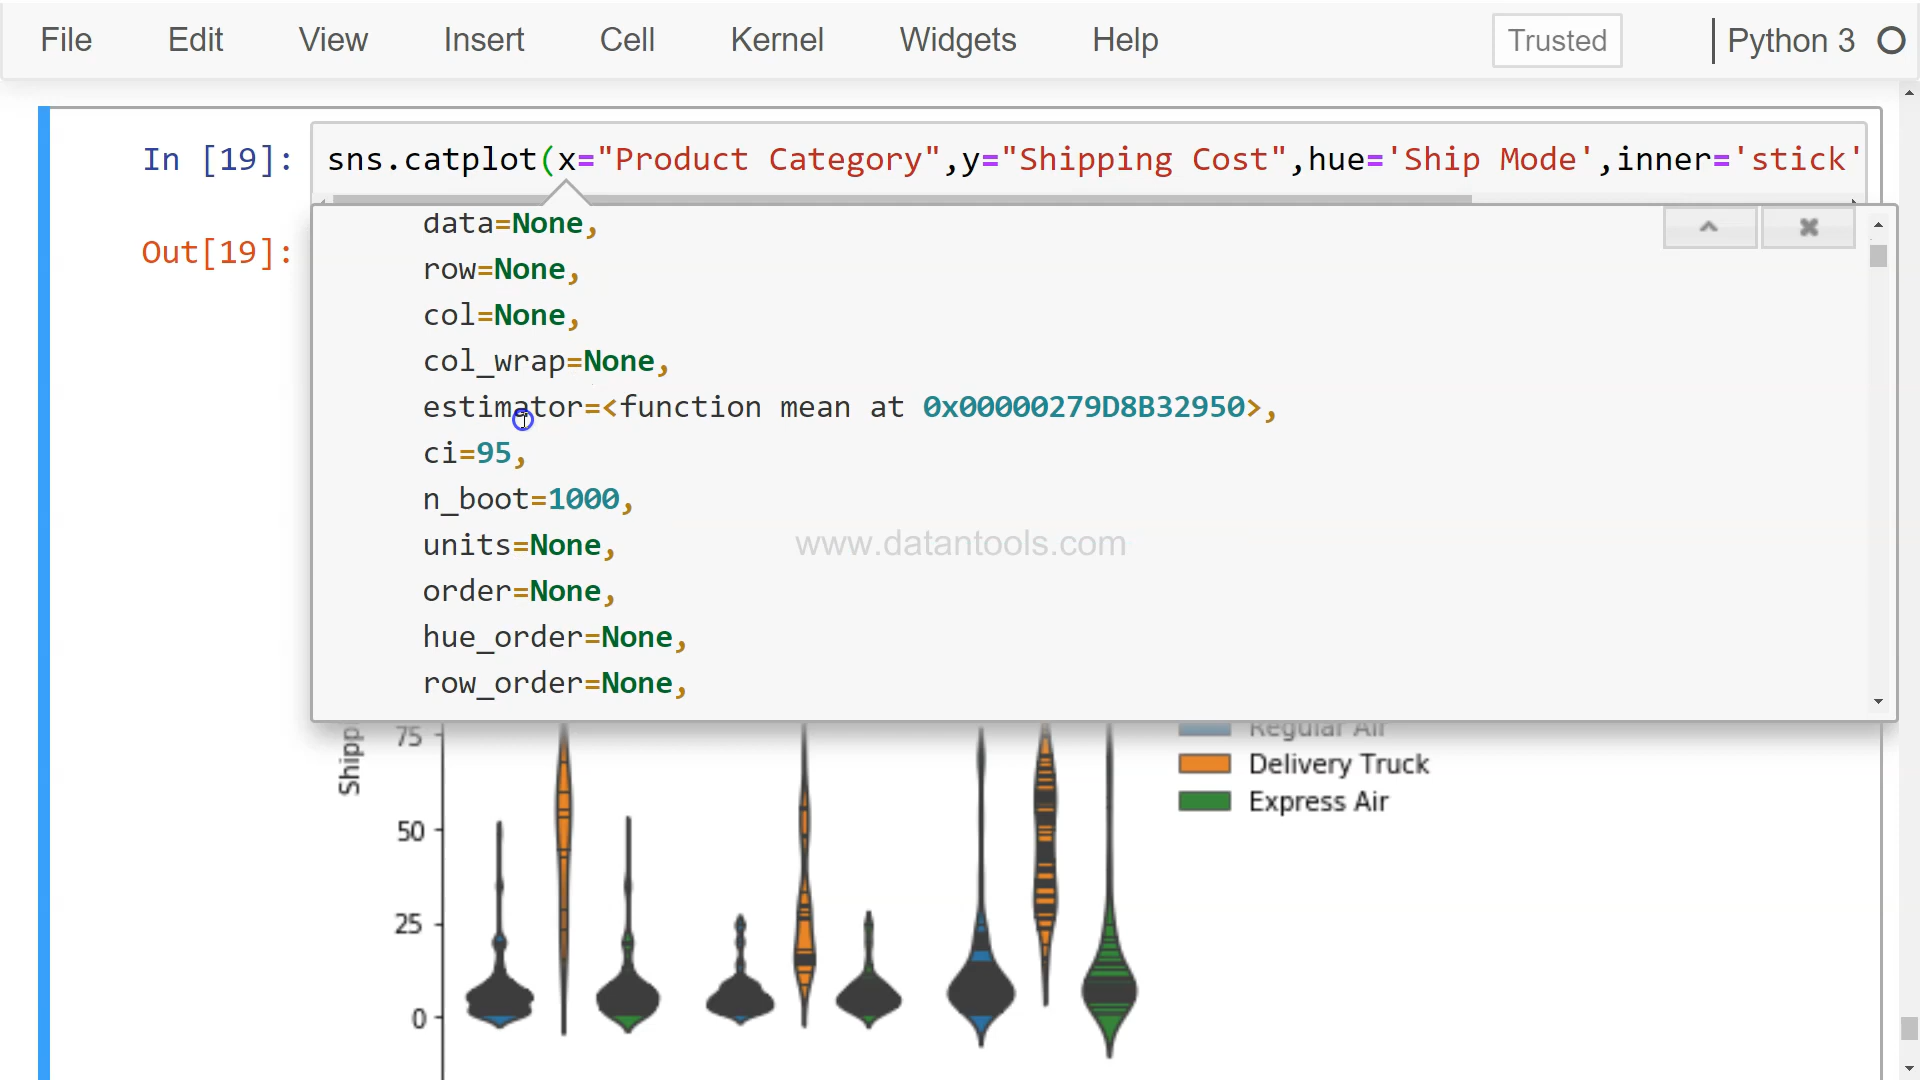 File Edit View Insert Cell Kernel Widgets Help Trusted Python 3
In [19]: sns.catplot(x="Product Category",y="Shipping Cost",hue='Ship Mode',inner='stick'
Out[19]:
data=None,
row=None,
col=None,
col_wrap=None,
estimator=<function mean at 0x00000279D8B32950>,
ci=95,
n_boot=1000,
units=None,
order=None,
hue_order=None,
row_order=None,
www.datantools.com
Shipp
75
50
25
0
Regular Air
Delivery Truck
Express Air